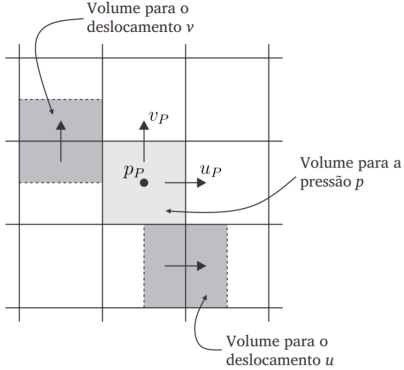 Volume para o
deslocamento v
v_P
p_P
u_P
Volume para a
pressão p
Volume para o
deslocamento u